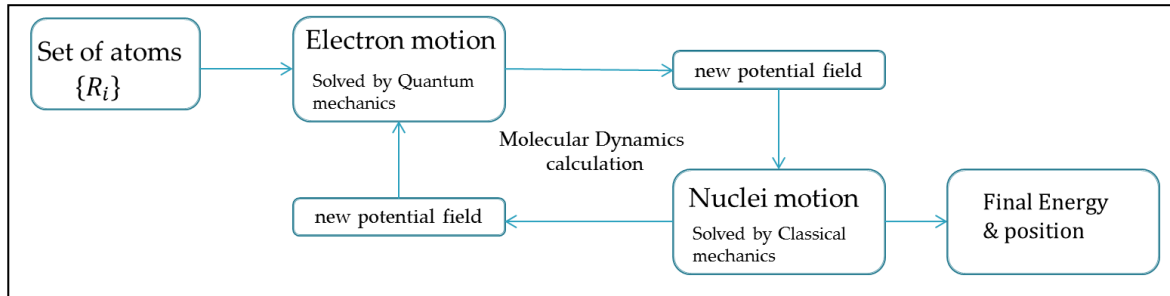 Set of atoms
{Rᵢ}
Electron motion
Solved by Quantum
mechanics
new potential field
Molecular Dynamics
calculation
new potential field
Nuclei motion
Solved by Classical
mechanics
Final Energy
& position